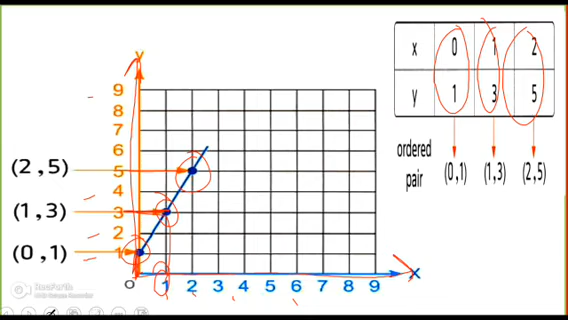 y
9
8
7
6
5
4
3
2
1
0
1 2 3 4 5 6 7 8 9
x
(2,5)
(1,3)
(0,1)
x 0 1 2
y 1 3 5
ordered pair (0,1) (1,3) (2,5)